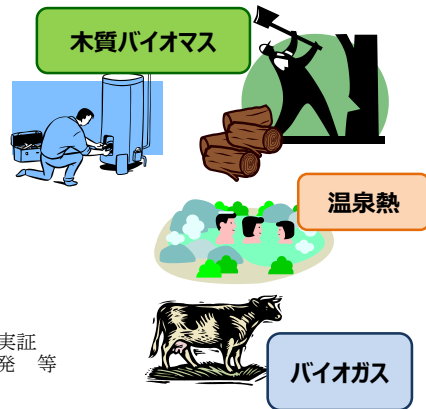 木質バイオマス
温泉熱
実証
発 等
バイオガス